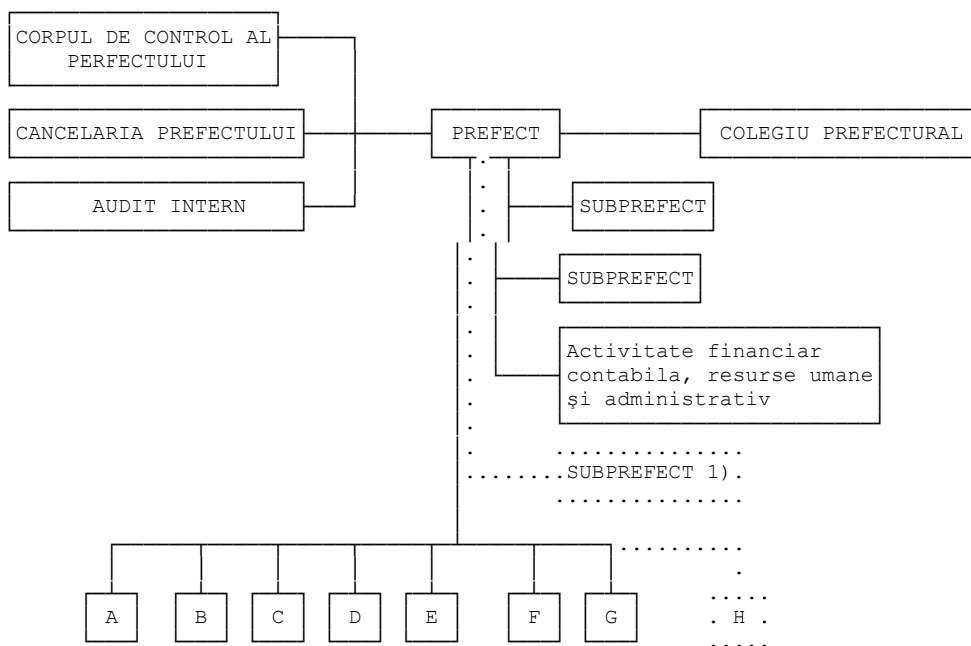 CORPUL DE CONTROL AL
PERFECTULUI
CANCELARIA PREFECTULUI
PREFECT
COLEGIU PREFECTURAL
AUDIT INTERN
SUBPREFECT
SUBPREFECT
Activitate financiar
contabila, resurse umane
şi administrativ
SUBPREFECT 1)
A B C D E F G H